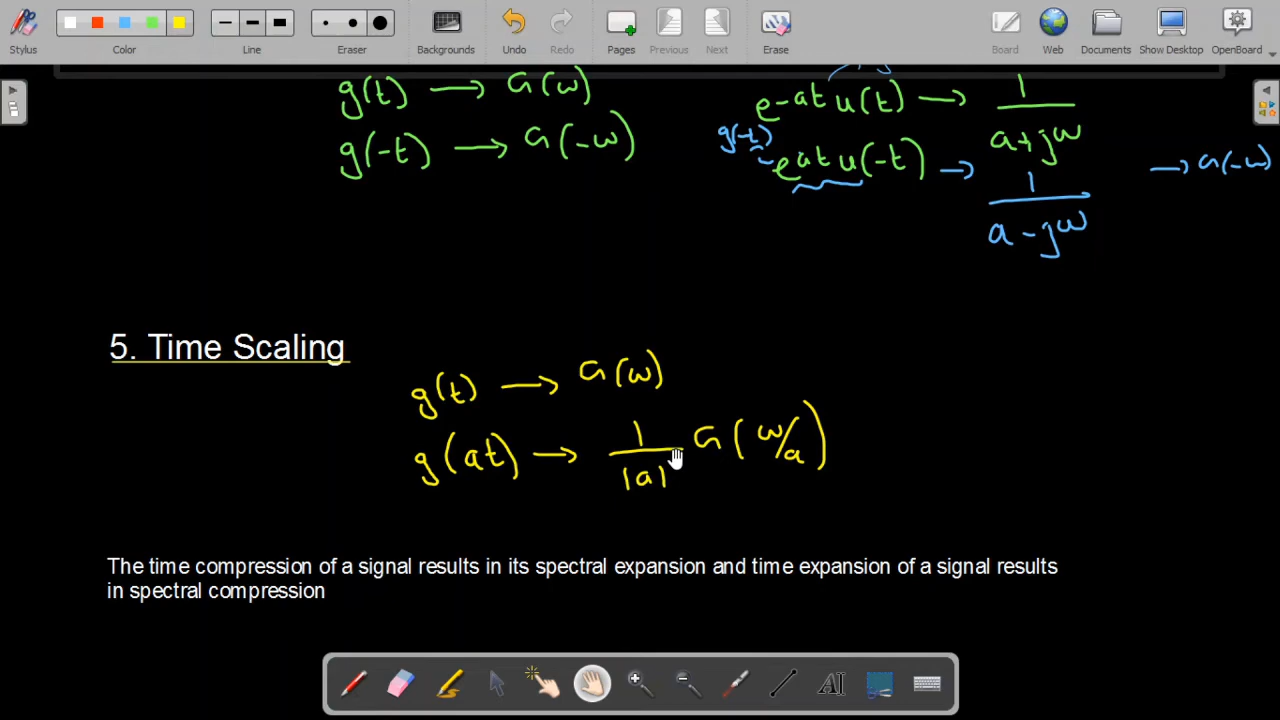 Stylus Color Line Eraser Backgrounds Undo Redo Pages Previous Next Erase Board Web Documents Show Desktop OpenBoard
g(t) → G(ω)
g(-t) → G(-ω)
e-at u(t) → 1/(a+jω)
g(-t)
eat u(-t) → 1/(a-jω) → G(-ω)
5. Time Scaling
g(t) → G(ω)
g(at) → 1/|a| G(ω/a)
The time compression of a signal results in its spectral expansion and time expansion of a signal results
in spectral compression